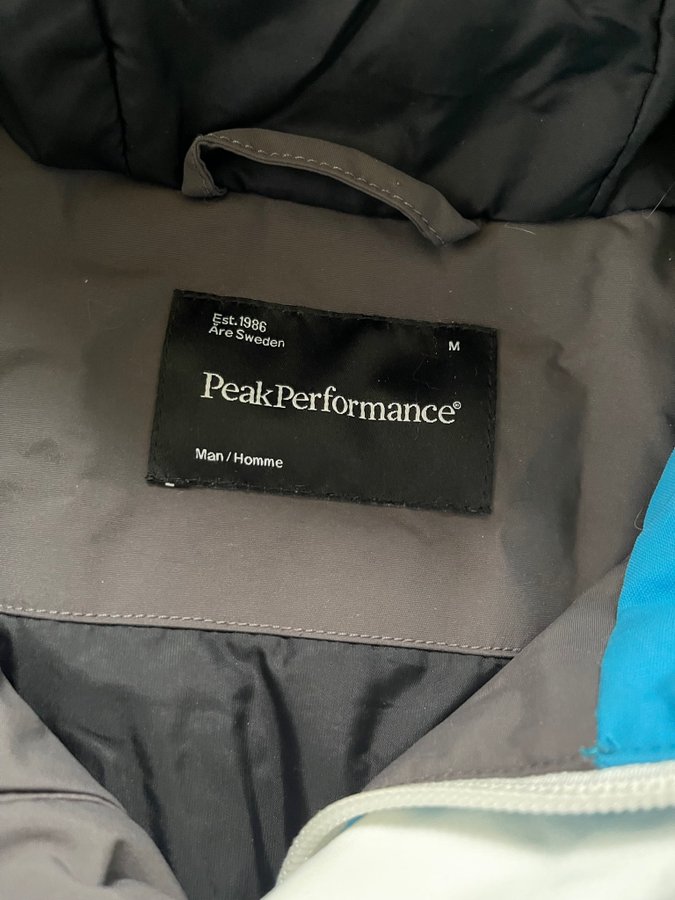 Est.1986
Åre Sweden
M
PeakPerformance®
Man/Homme